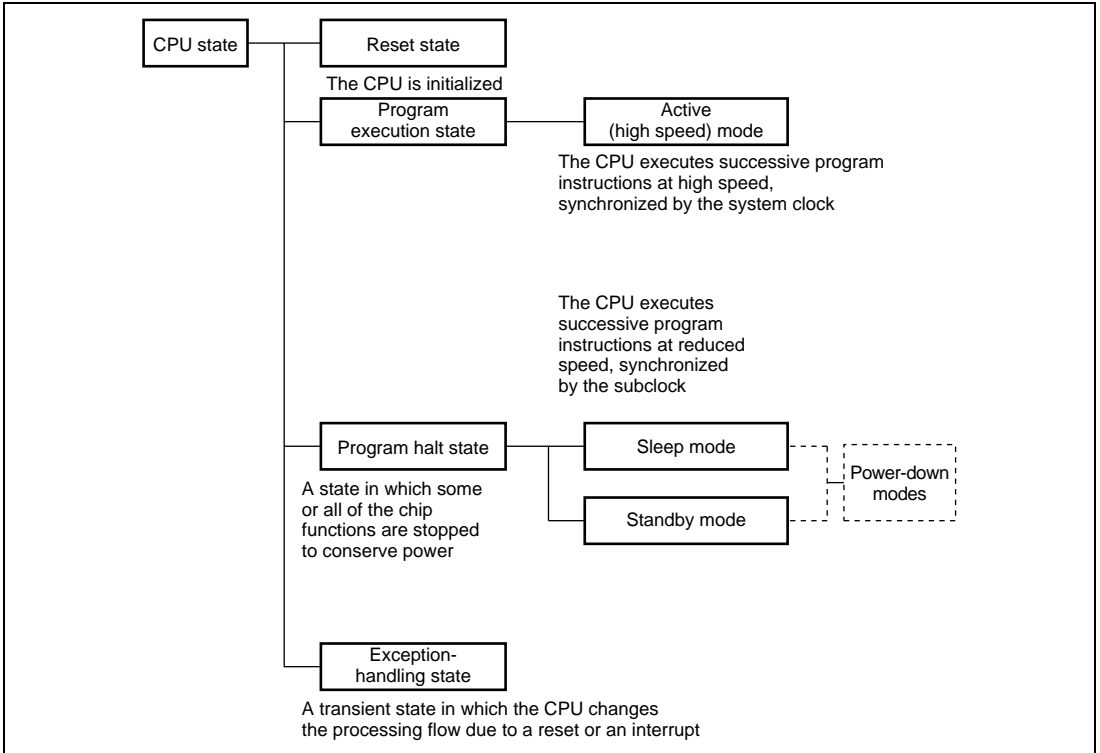 CPU state
Reset state
The CPU is initialized
Program
execution state
Active
(high speed) mode
The CPU executes successive program
instructions at high speed,
synchronized by the system clock
The CPU executes
successive program
instructions at reduced
speed, synchronized
by the subclock
Program halt state
A state in which some
or all of the chip
functions are stopped
to conserve power
Sleep mode
Standby mode
Power-down
modes
Exception-
handling state
A transient state in which the CPU changes
the processing flow due to a reset or an interrupt